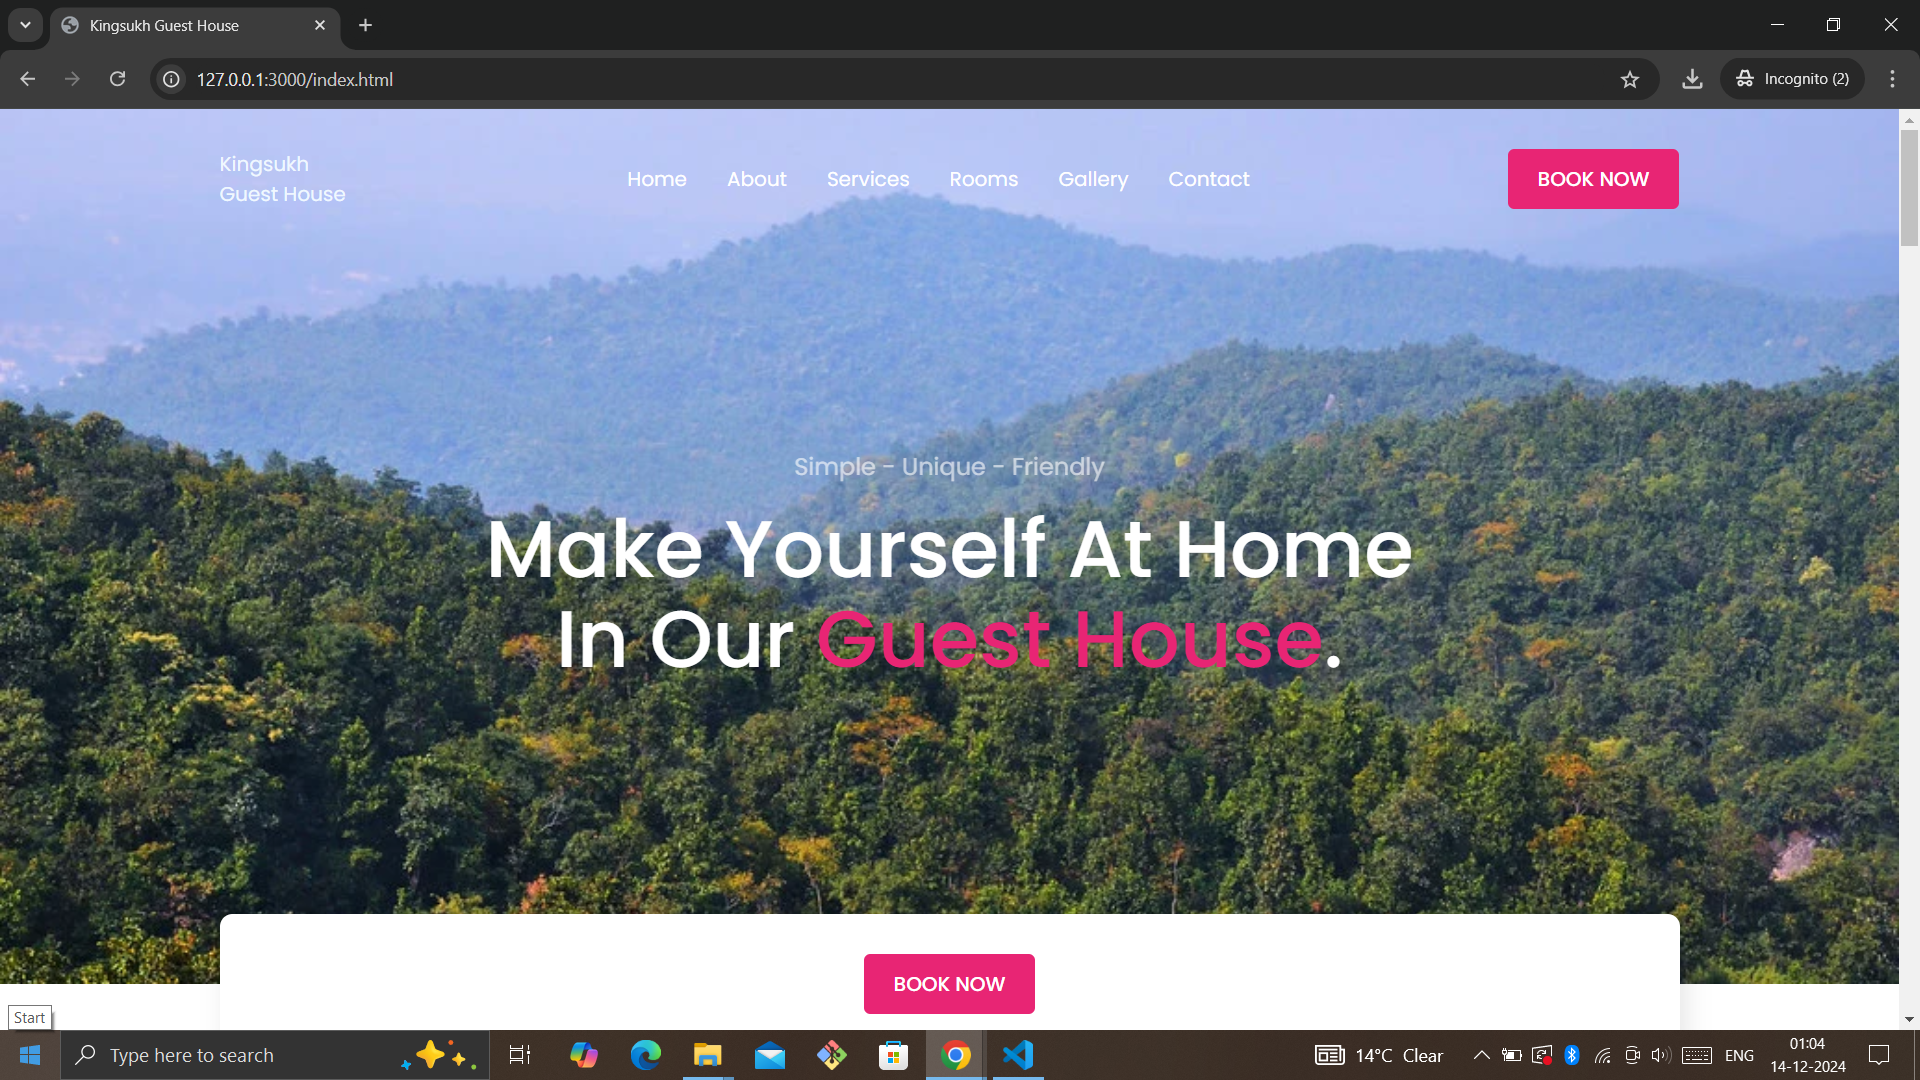 Kingsukh Guest House
127.0.0.1:3000/index.html
Incognito (2)
Kingsukh
Guest House
Home
About
Services
Rooms
Gallery
Contact
BOOK NOW
Simple - Unique - Friendly
Make Yourself At Home
In Our Guest House.
BOOK NOW
Start
Type here to search
14°C Clear
ENG
01:04
14-12-2024